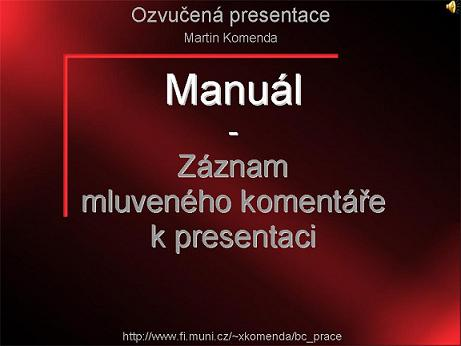 Ozvučená presentace
Martin Komenda
Manuál
-
Záznam
mluveného komentáře
k presentaci
http://www.fi.muni.cz/~xkomenda/bc_prace